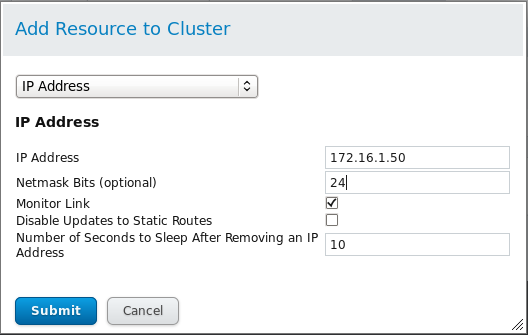 Add Resource to Cluster
IP Address
IP Address
IP Address 172.16.1.50
Netmask Bits (optional) 24
Monitor Link
Disable Updates to Static Routes
Number of Seconds to Sleep After Removing an IP
Address 10
Submit Cancel